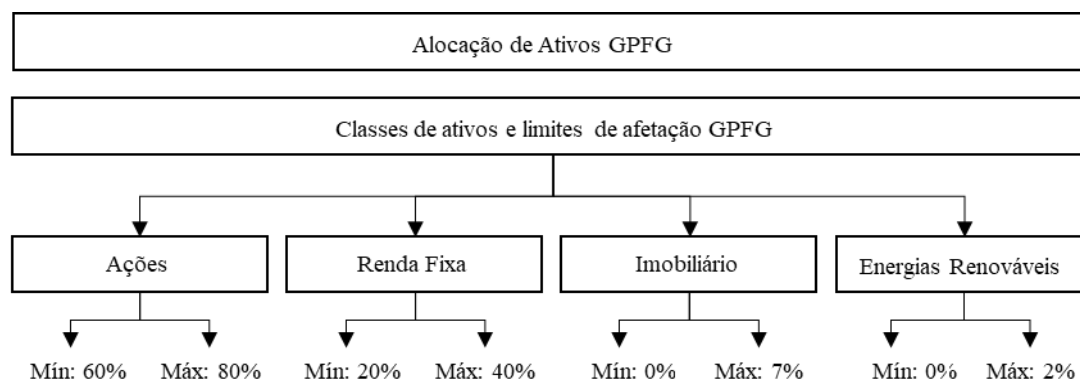 Alocação de Ativos GPFG
Classes de ativos e limites de afetação GPFG
Ações
Renda Fixa
Imobiliário
Energias Renováveis
Mín: 60%
Máx: 80%
Mín: 20%
Máx: 40%
Mín: 0%
Máx: 7%
Mín: 0%
Máx: 2%